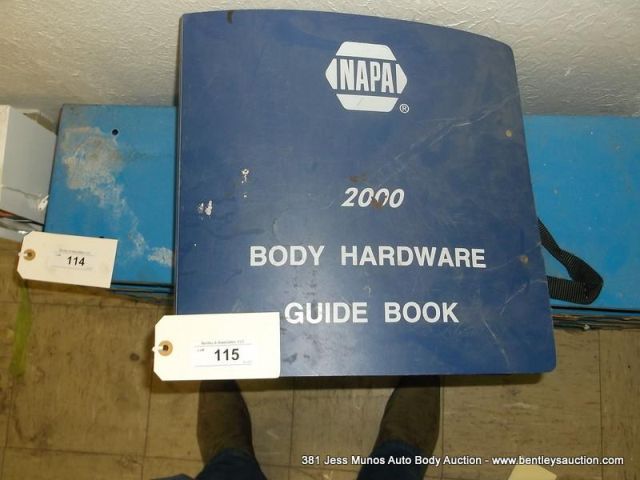 NAPA
®
2000
BODY HARDWARE
GUIDE BOOK
114
115
381 Jess Munos Auto Body Auction - www.bentleysauction.com